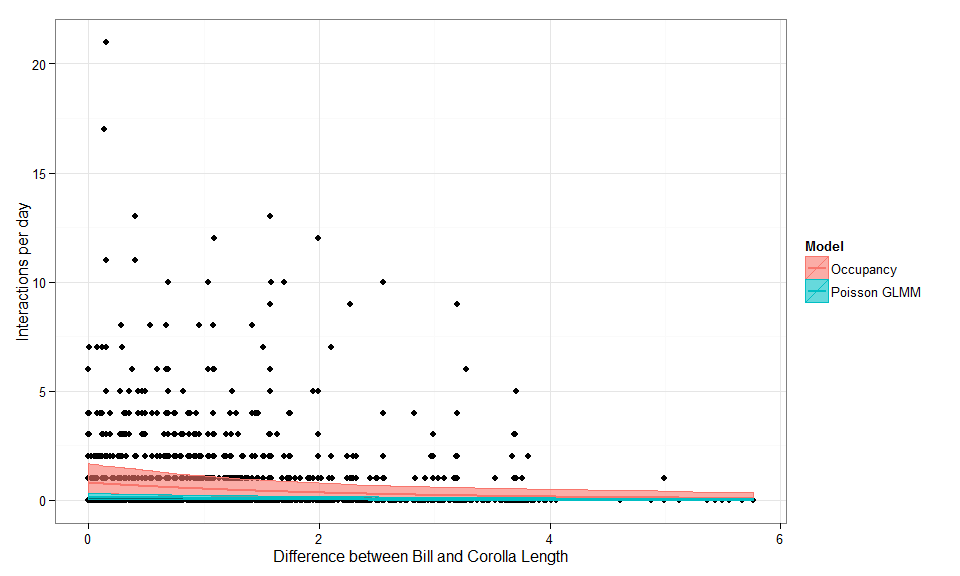 20
15
10
5
0
0
2
4
6
Interactions per day
Difference between Bill and Corolla Length
Model
Occupancy
Poisson GLMM